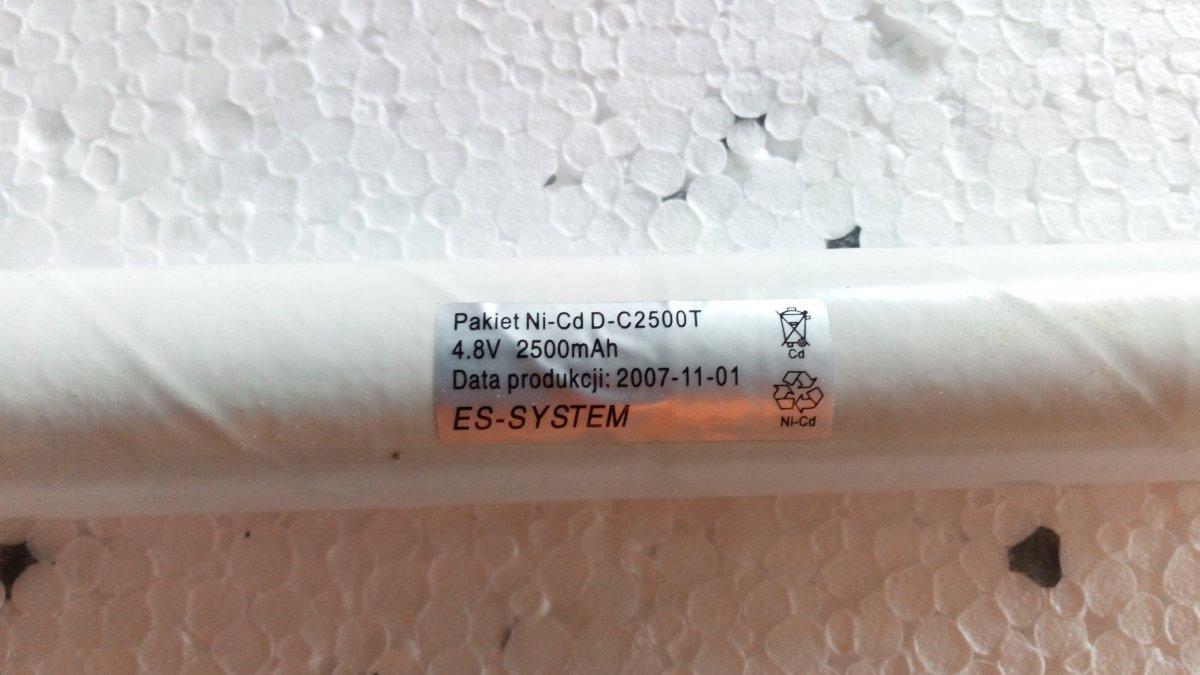 Pakiet Ni-Cd D-C2500T
4.8V 2500mAh
Data produkcji: 2007-11-01
ES-SYSTEM
Cd
Ni-Cd